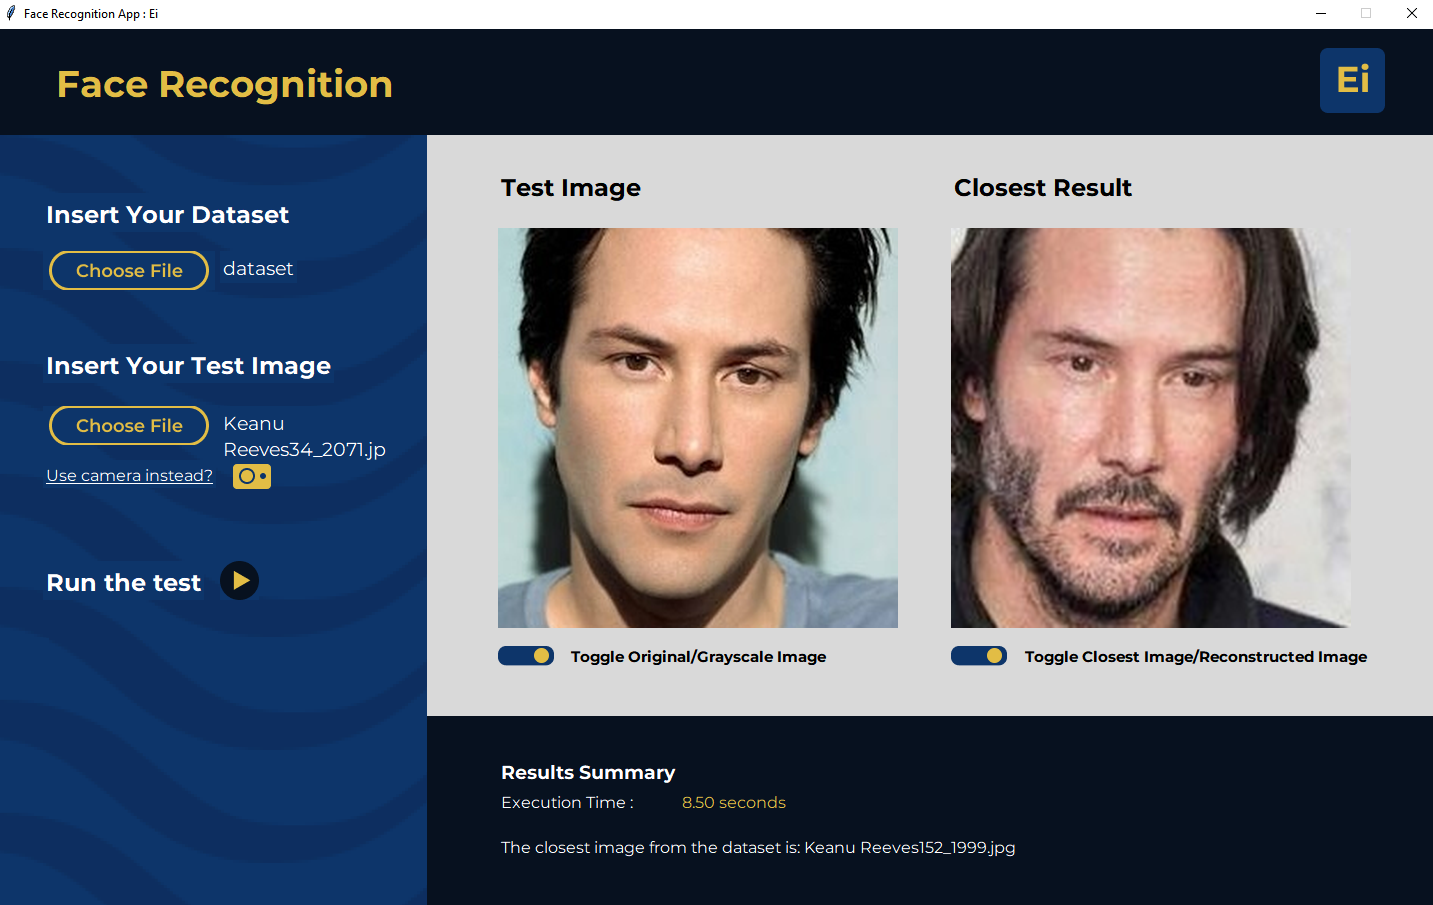 Face Recognition App : Ei
Face Recognition
Ei
Insert Your Dataset
Choose File
dataset
Insert Your Test Image
Choose File
Keanu
Reeves34_2071.jp
Use camera instead?
Run the test
Test Image
Closest Result
Toggle Original/Grayscale Image
Toggle Closest Image/Reconstructed Image
Results Summary
Execution Time : 8.50 seconds
The closest image from the dataset is: Keanu Reeves152_1999.jpg